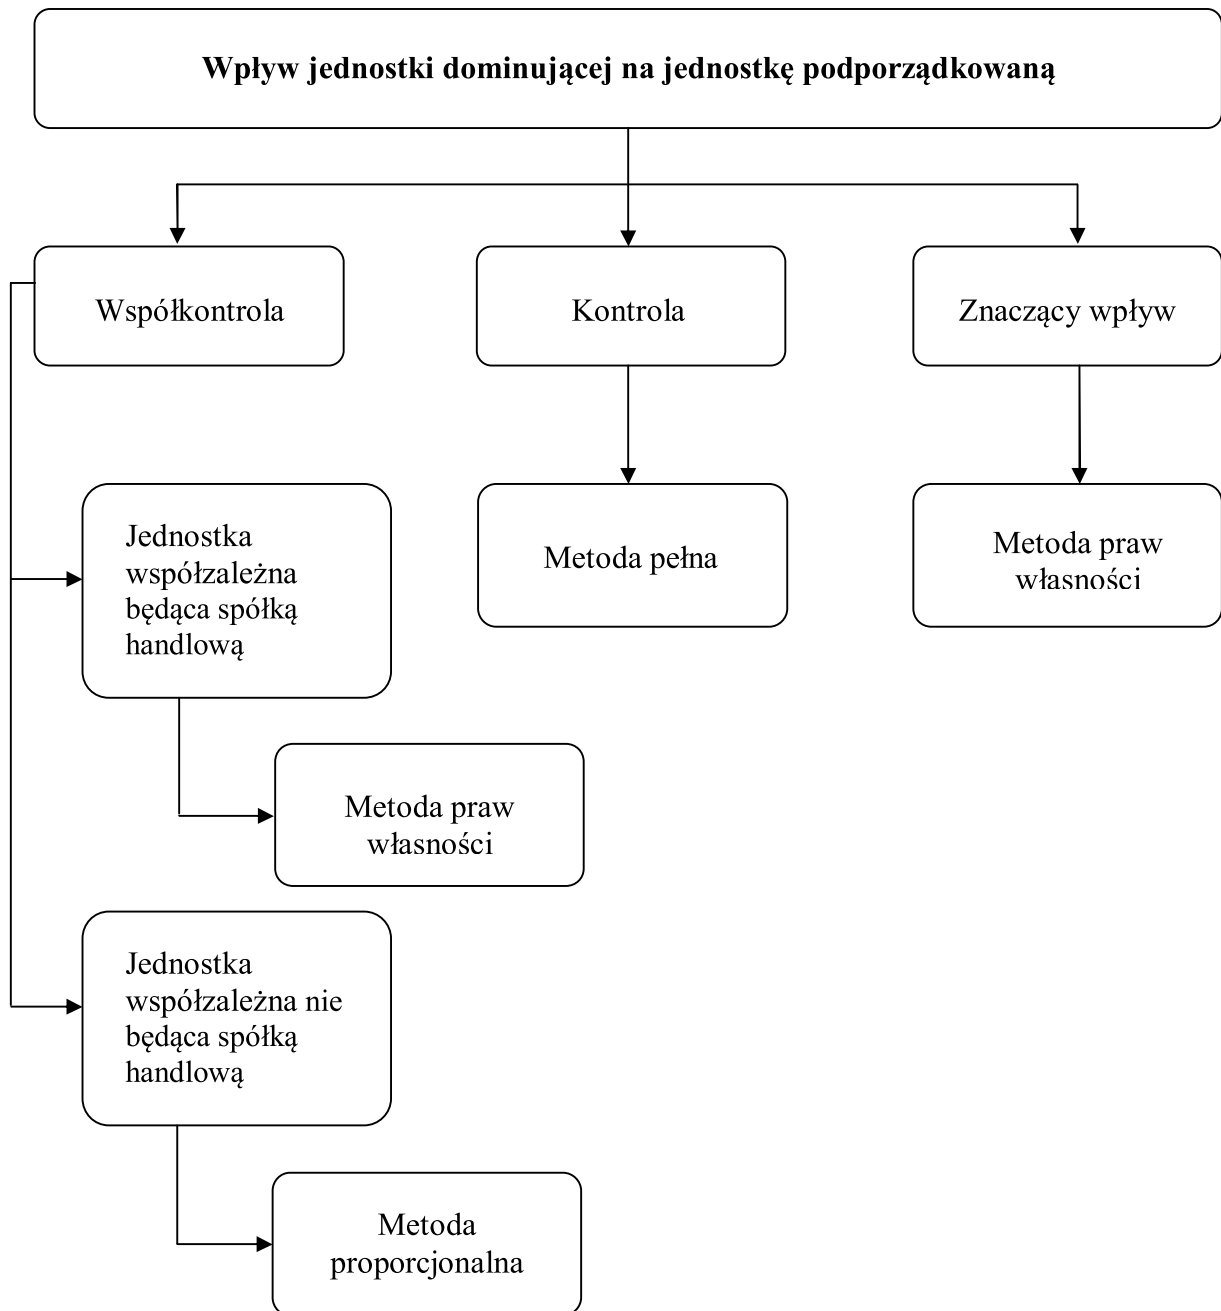 Wpływ jednostki dominującej na jednostkę podporządkowaną
Współkontrola
Kontrola
Znaczący wpływ
Jednostka
współzależna
będąca spółką
handlową
Metoda pełna
Metoda praw
własności
Metoda praw
własności
Jednostka
współzależna nie
będąca spółką
handlową
Metoda
proporcjonalna